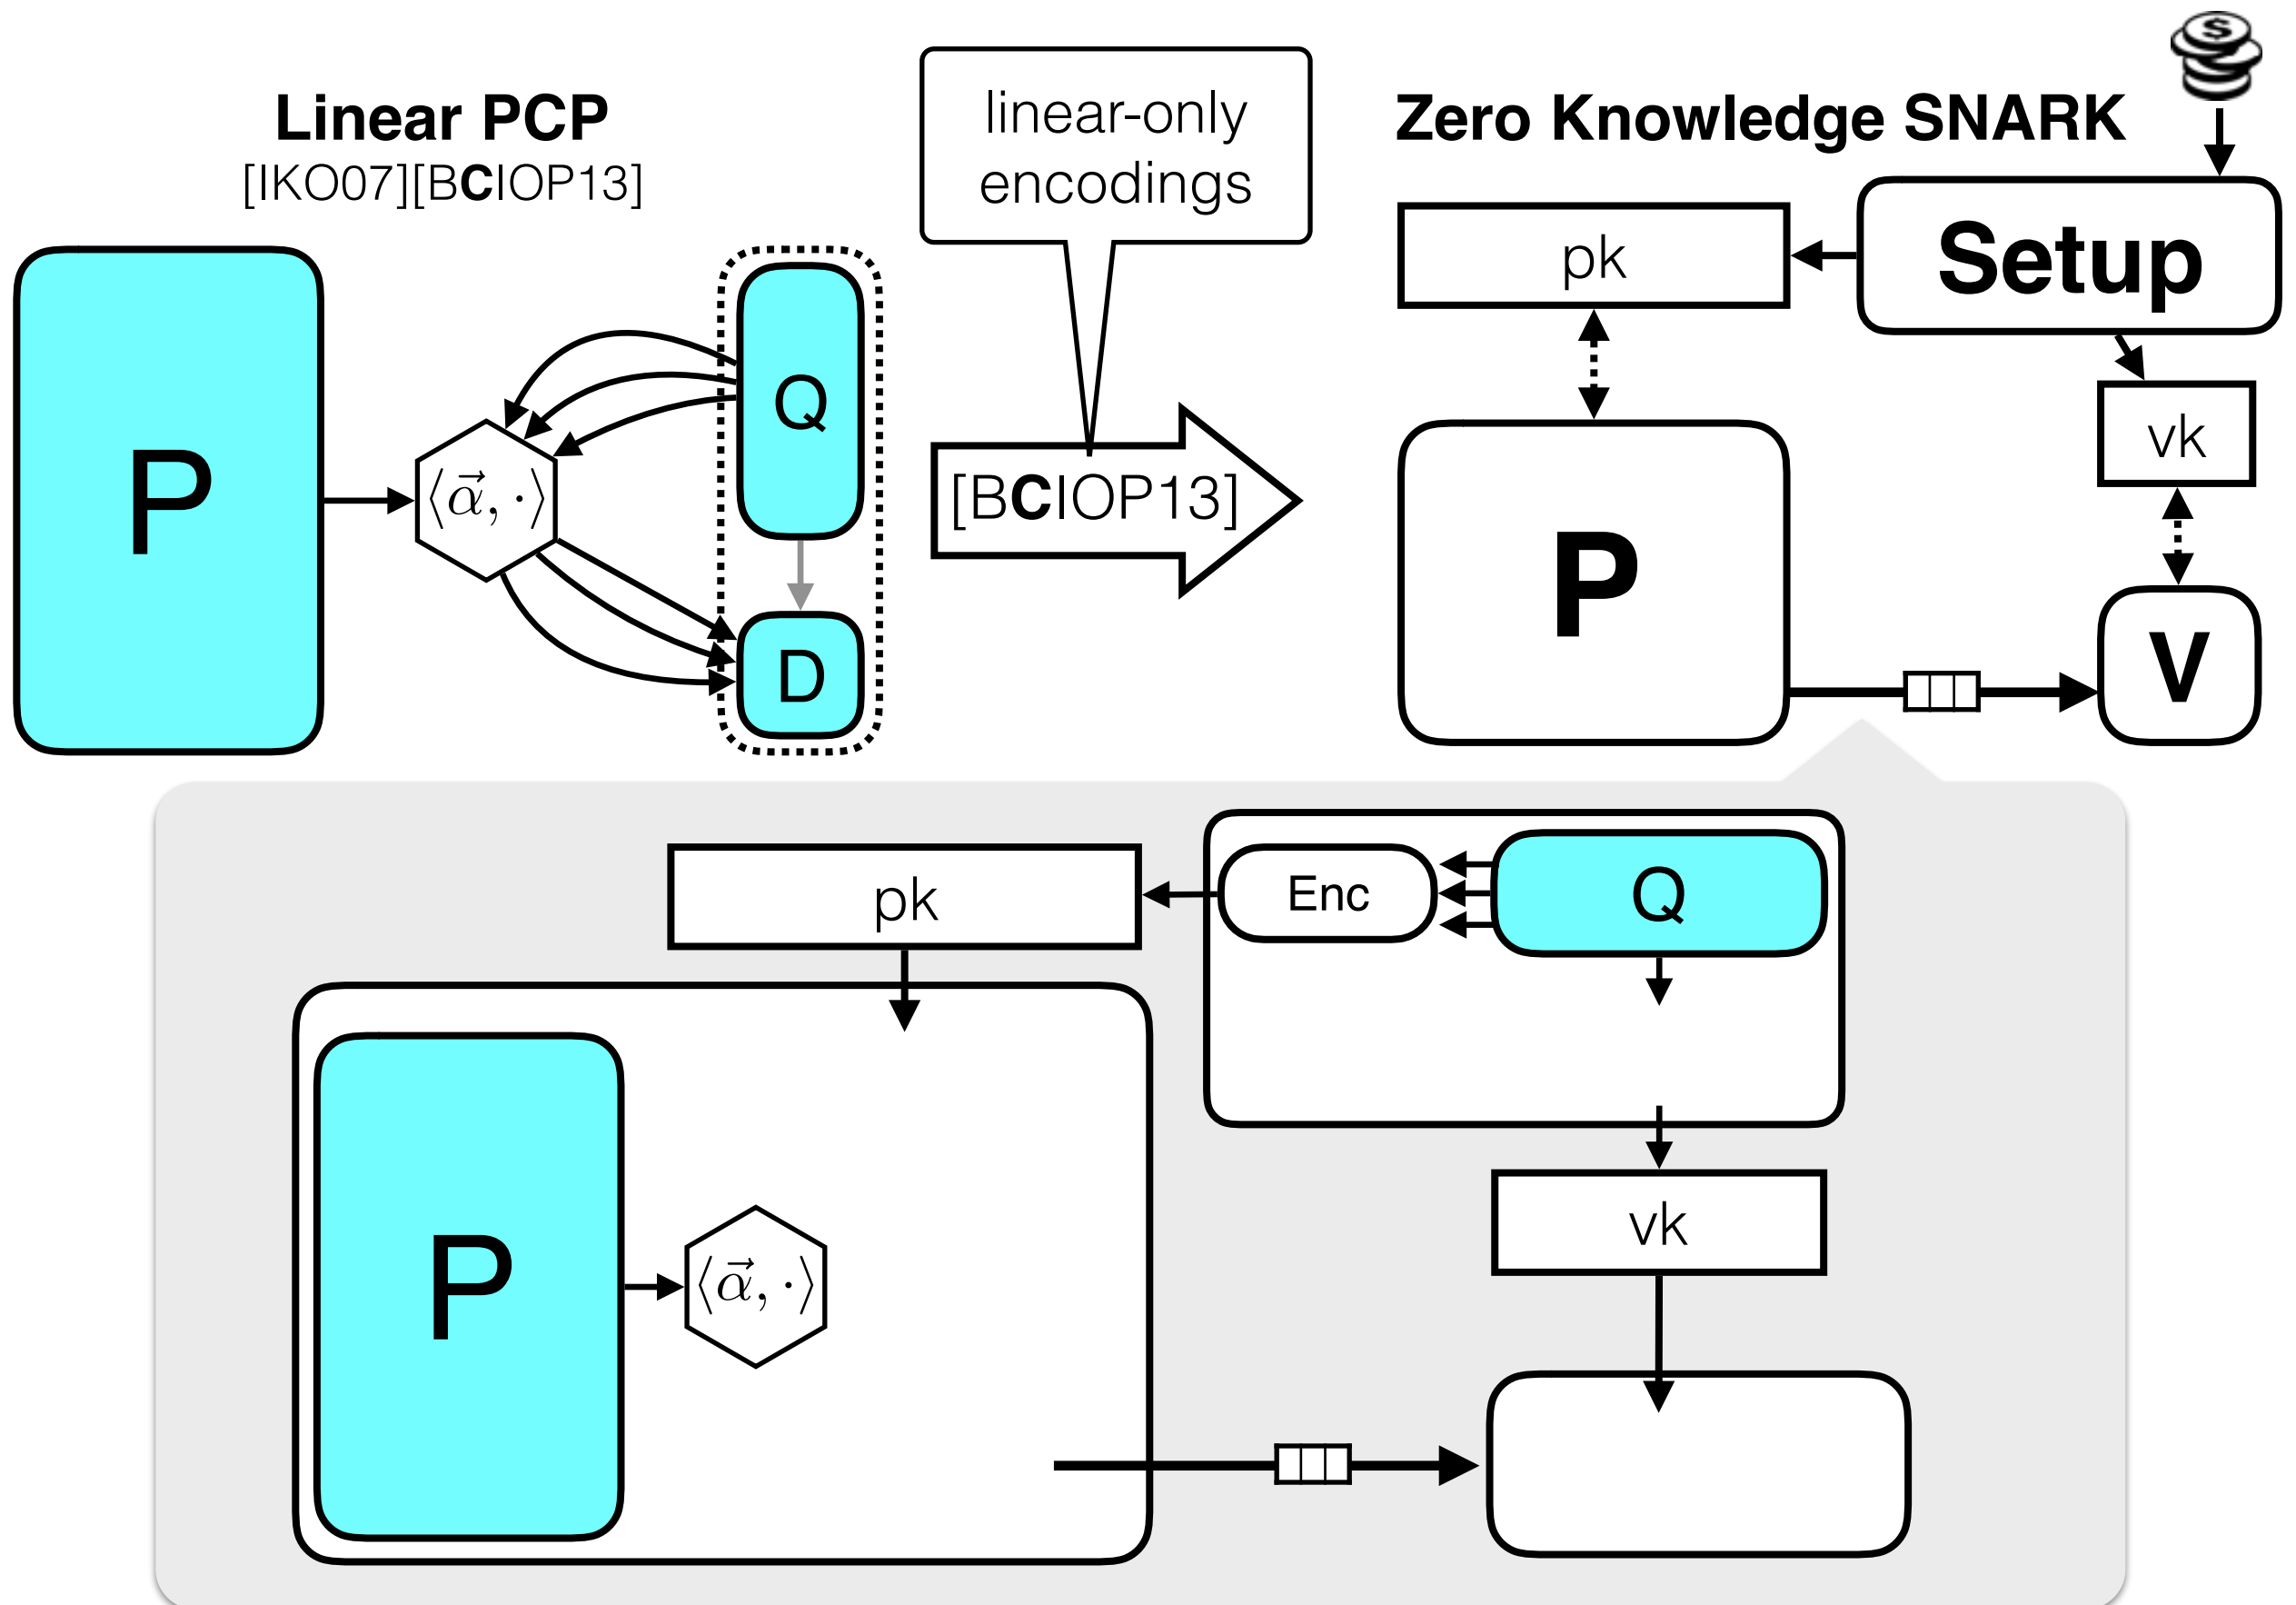 Linear PCP
[IKO07][BCIOP13]
P
⟨α⃗, ·⟩
Q
D
linear-only
encodings
[BCIOP13]
Zero Knowledge SNARK
$
Setup
pk
vk
P
V
pk
Enc
Q
P
⟨α⃗, ·⟩
vk